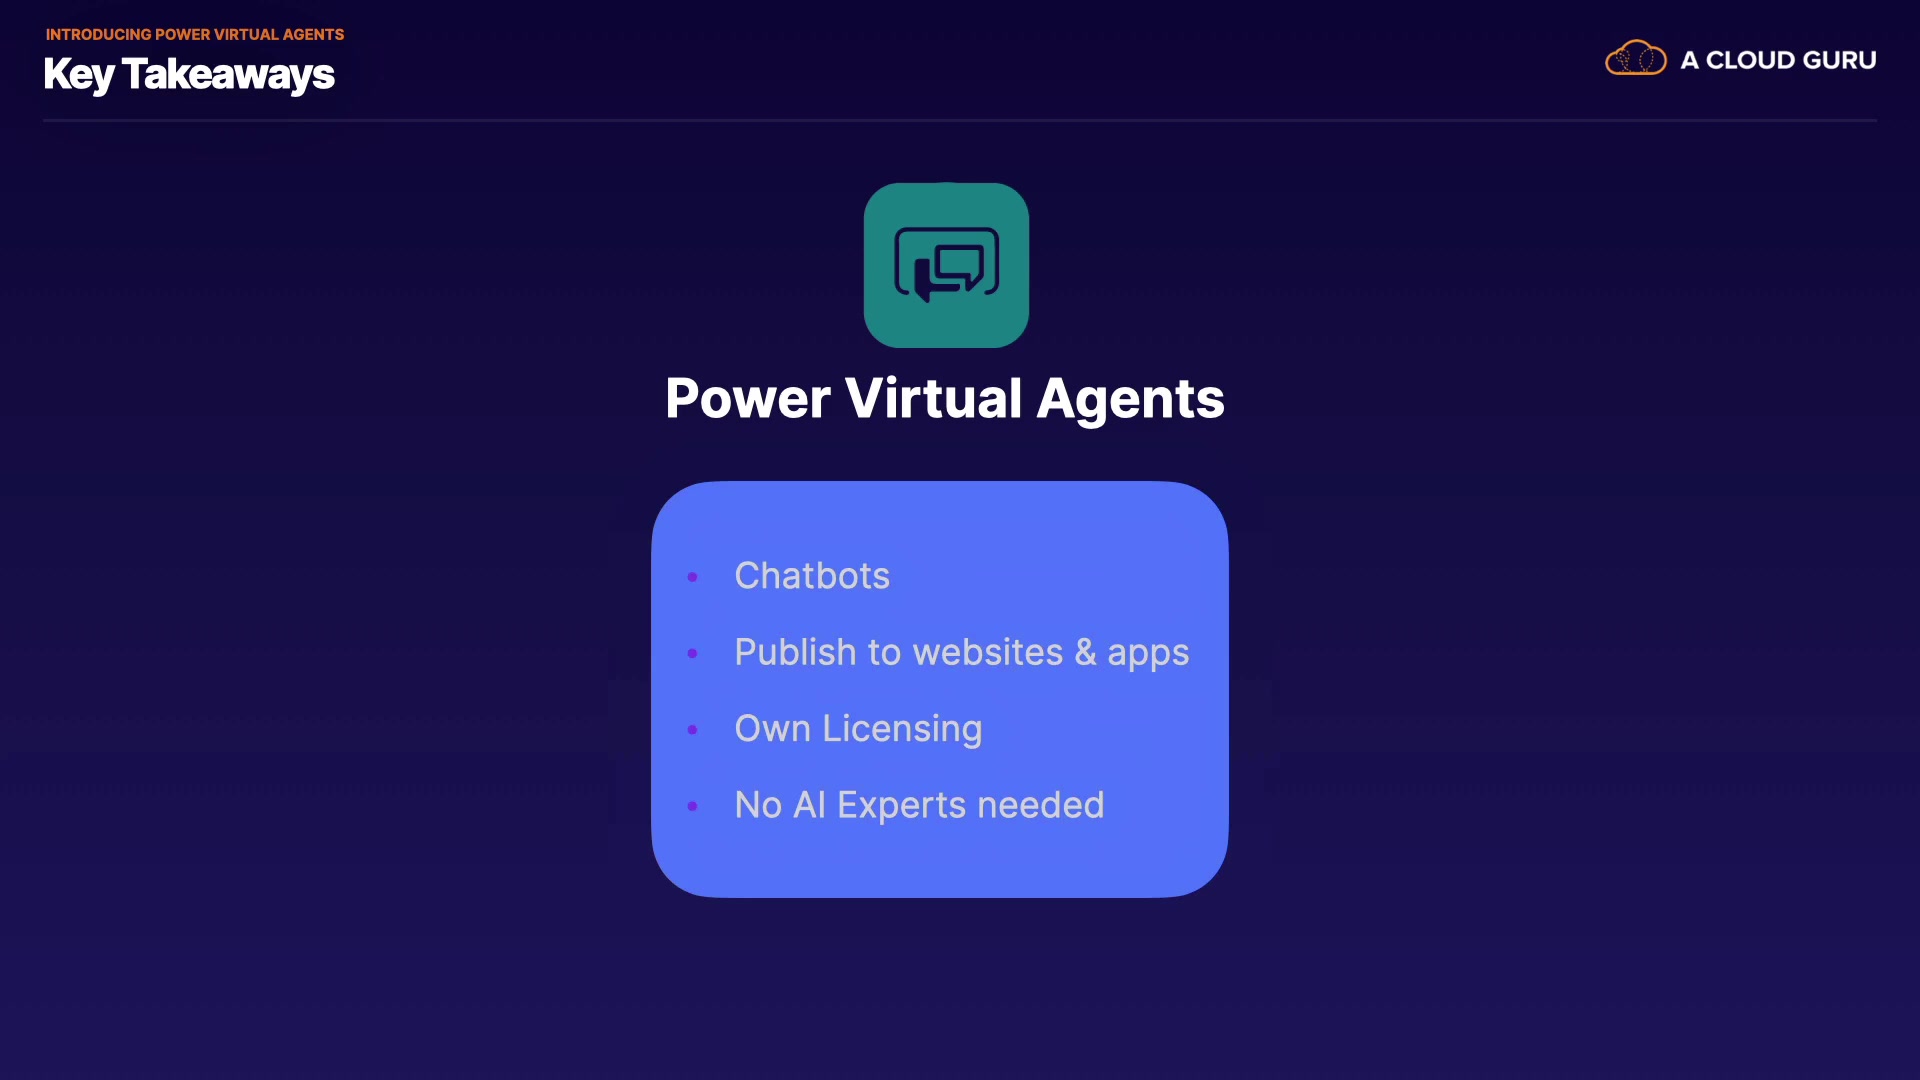 INTRODUCING POWER VIRTUAL AGENTS
Key Takeaways
A CLOUD GURU
Power Virtual Agents
• Chatbots
• Publish to websites & apps
• Own Licensing
• No AI Experts needed